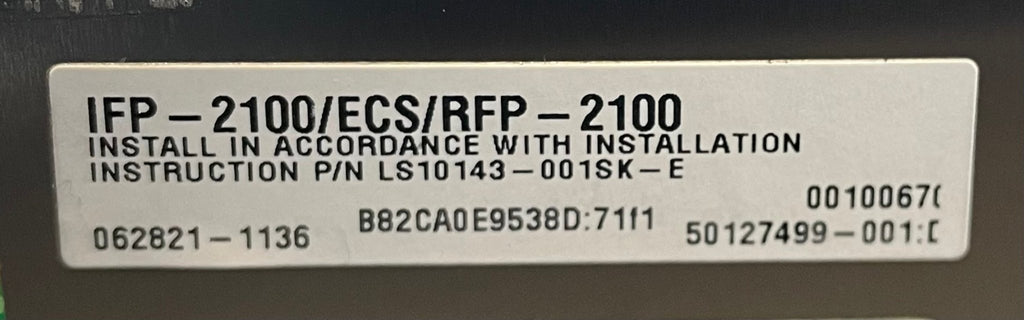 IFP-2100/ECS/RFP-2100
INSTALL IN ACCORDANCE WITH INSTALLATION
INSTRUCTION P/N LS10143-001SK-E
0010067
062821-1136 B82CA0E9538D:71f1 50127499-001: